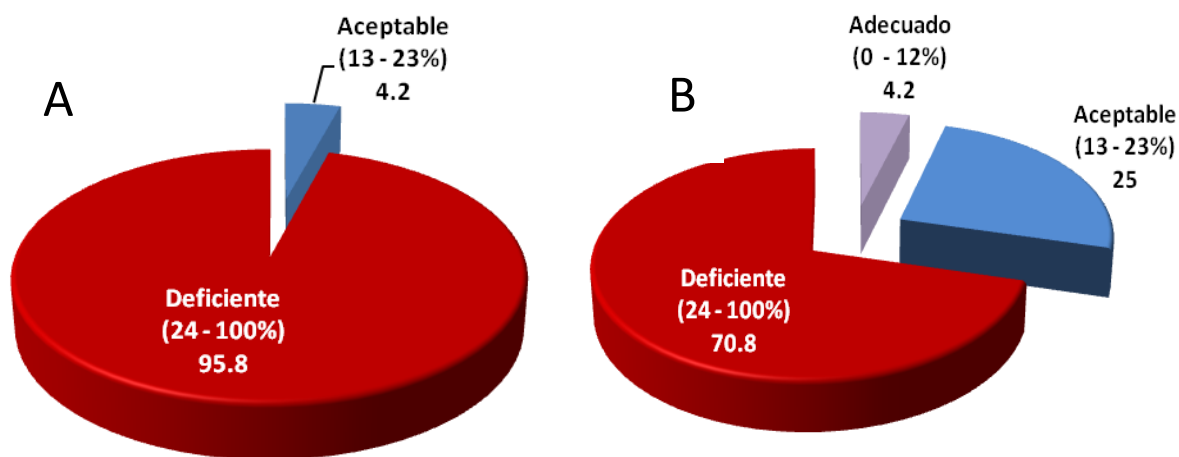 A
Aceptable
(13 - 23%)
4.2
Deficiente
(24 - 100%)
95.8
B
Adecuado
(0 - 12%)
4.2
Aceptable
(13 - 23%)
25
Deficiente
(24 - 100%)
70.8